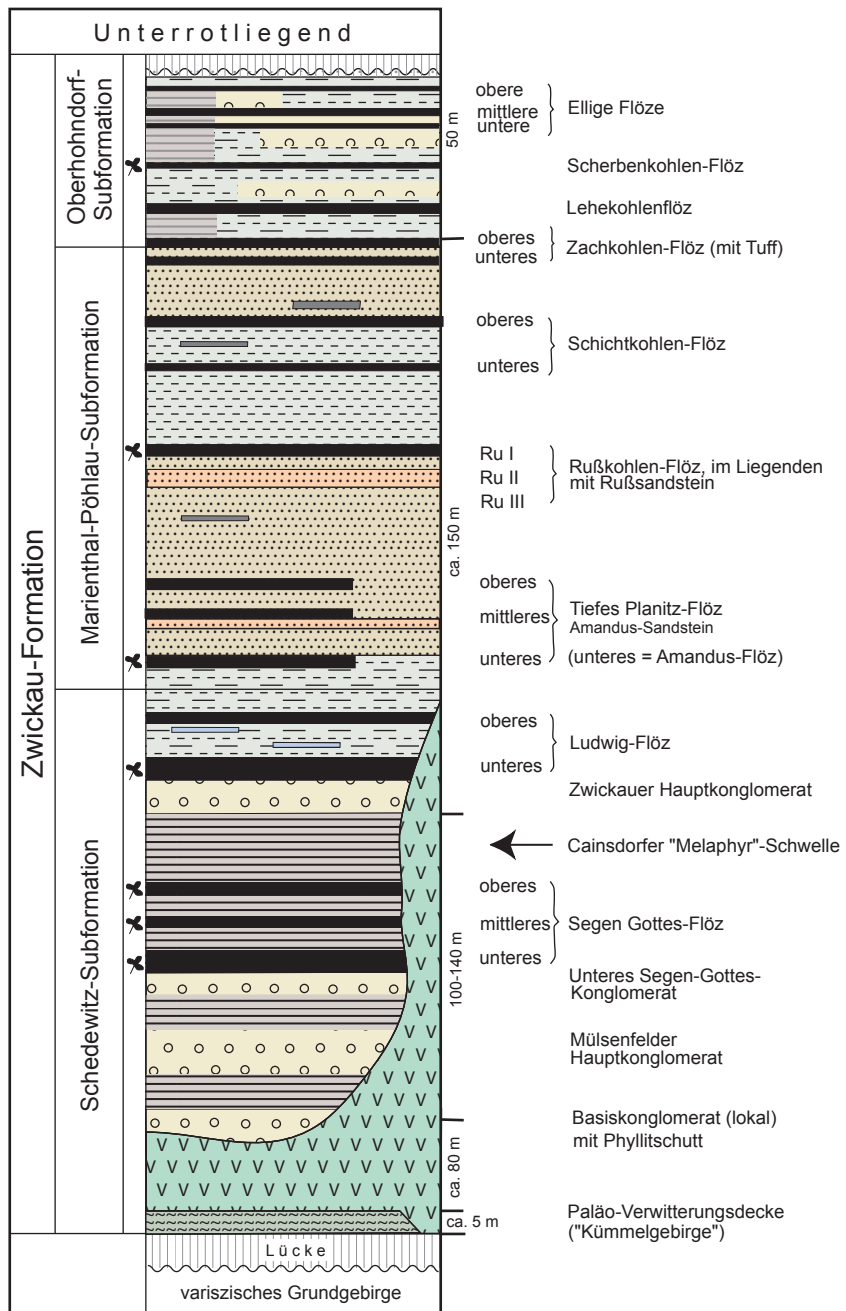 Unterrotliegend
Zwickau-Formation
Oberhohndorf-
Subformation
Marienthal-Pöhlau-Subformation
Schedewitz-Subformation
50 m
ca. 150 m
100-140 m
ca. 80 m
ca. 5 m
obere
mittlere
untere
Ellige Flöze
Scherbenkohlen-Flöz
Lehekohlenflöz
oberes
unteres
Zachkohlen-Flöz (mit Tuff)
oberes
unteres
Schichtkohlen-Flöz
Ru I
Ru II
Ru III
Rußkohlen-Flöz, im Liegenden
mit Rußsandstein
oberes
mittleres
unteres
Tiefes Planitz-Flöz
Amandus-Sandstein
(unteres = Amandus-Flöz)
oberes
unteres
Ludwig-Flöz
Zwickauer Hauptkonglomerat
Cainsdorfer "Melaphyr"-Schwelle
oberes
mittleres
unteres
Segen Gottes-Flöz
Unteres Segen-Gottes-
Konglomerat
Mülsenfelder
Hauptkonglomerat
Basiskonglomerat (lokal)
mit Phyllitschutt
Paläo-Verwitterungsdecke
("Kümmelgebirge")
Lücke
variszisches Grundgebirge